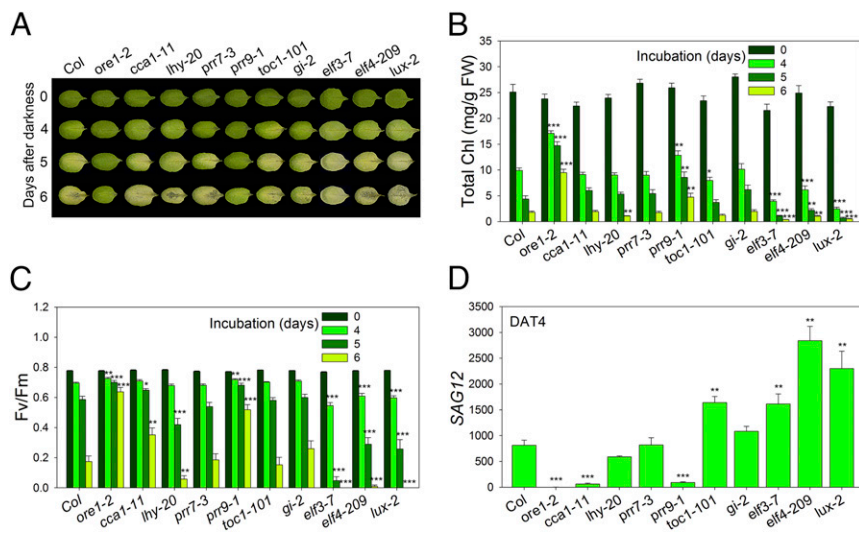 A
Col ore1-2 cca1-11 lhy-20 prr7-3 prr9-1 toc1-101 gi-2 elf3-7 elf4-209 lux-2
Days after darkness
0
4
5
6
B
Incubation (days)
0
4
5
6
Total Chl (mg/g FW)
35
30
25
20
15
10
5
0
*** *** *** ** ** ** ** * *** *** *** *** ** ** *** *** ***
Col ore1-2 cca1-11 lhy-20 prr7-3 prr9-1 toc1-101 gi-2 elf3-7 elf4-209 lux-2
C
Incubation (days)
0
4
5
6
Fv/Fm
1.2
1.0
0.8
0.6
0.4
0.2
0.0
** *** *** * *** *** ** ** *** *** *** *** *** *** *** *** *** *** ***
Col ore1-2 cca1-11 lhy-20 prr7-3 prr9-1 toc1-101 gi-2 elf3-7 elf4-209 lux-2
D
DAT4
SAG12
3500
3000
2500
2000
1500
1000
500
0
*** *** *** ** ** ** **
Col ore1-2 cca1-11 lhy-20 prr7-3 prr9-1 toc1-101 gi-2 elf3-7 elf4-209 lux-2